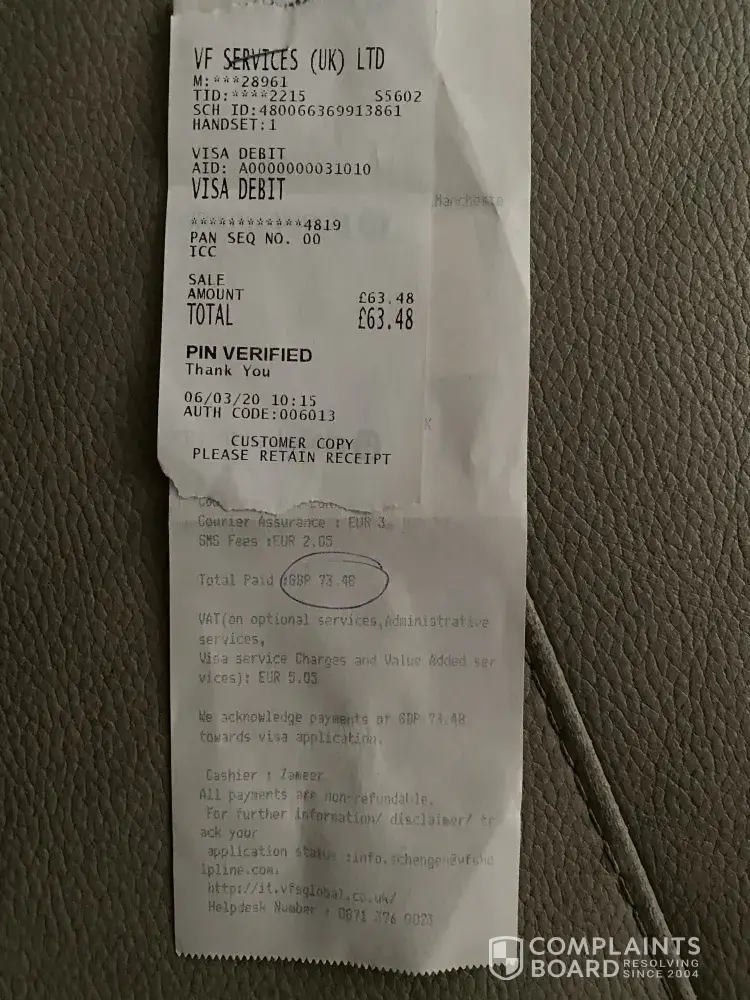 VF SERVICES (UK) LTD
M:***28961
TID:****2215 S5602
SCH ID:480066369913861
HANDSET:1
VISA DEBIT
AID: A0000000031010
VISA DEBIT
Mancheste
************4819
PAN SEQ NO. 00
ICC
SALE
AMOUNT £63.48
TOTAL £63.48
PIN VERIFIED
Thank You
06/03/20 10:15
AUTH CODE:006013
K
CUSTOMER COPY
PLEASE RETAIN RECEIPT
Courier Assurance : EUR 3
SMS Fees :EUR 2.05
Total Paid :GBP 73.48
VAT(on optional services,Administrative
services,
Visa service Charges and Value Added ser
vices): EUR 5.03
We acknowledge payments of GBP 73.48
towards visa application.
Cashier : Zameer
All payments are non-refundable.
For further information/ disclaimer/ tr
ack your
application status :info.schengen@vfshe
lpline.com.
http://it.vfsglobal.co.uk/
Helpdesk Number : 0871 376 0023
COMPLAINTS
BOARD RESOLVING
SINCE 2004